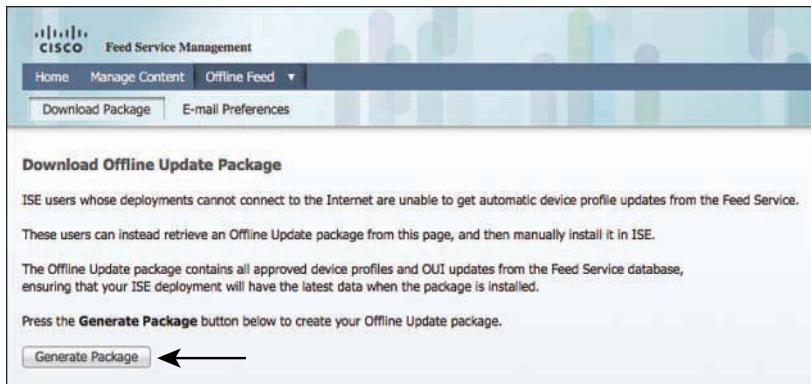 CISCO Feed Service Management
Home Manage Content Offline Feed
Download Package E-mail Preferences
Download Offline Update Package
ISE users whose deployments cannot connect to the Internet are unable to get automatic device profile updates from the Feed Service.
These users can instead retrieve an Offline Update package from this page, and then manually install it in ISE.
The Offline Update package contains all approved device profiles and OUI updates from the Feed Service database,
ensuring that your ISE deployment will have the latest data when the package is installed.
Press the Generate Package button below to create your Offline Update package.
Generate Package